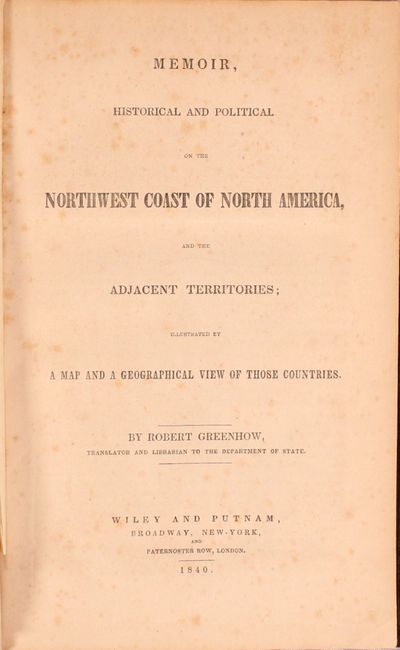 MEMOIR,
HISTORICAL AND POLITICAL
ON THE
NORTHWEST COAST OF NORTH AMERICA,
AND THE
ADJACENT TERRITORIES;
ILLUSTRATED BY
A MAP AND A GEOGRAPHICAL VIEW OF THOSE COUNTRIES.
BY ROBERT GREENHOW,
TRANSLATOR AND LIBRARIAN TO THE DEPARTMENT OF STATE.
WILEY AND PUTNAM,
BROADWAY, NEW-YORK,
AND
PATERNOSTER ROW, LONDON.
1840.